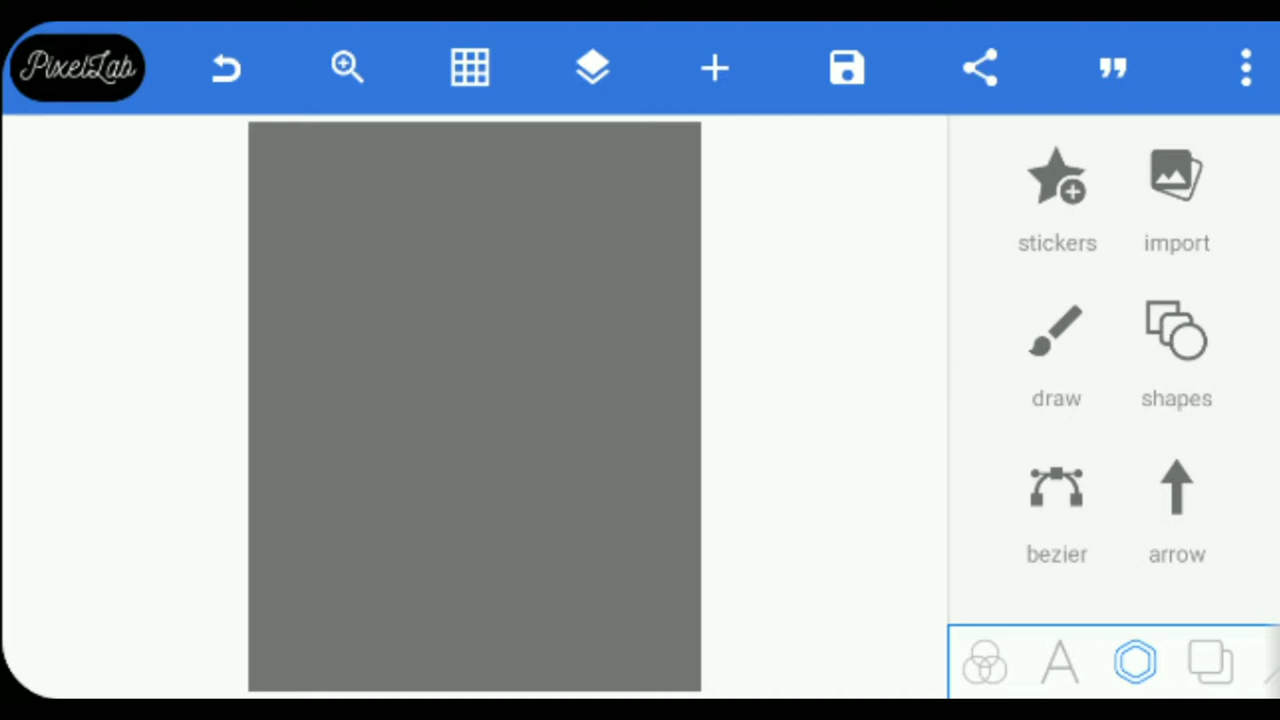 PixelLab
stickers
import
draw
shapes
bezier
arrow